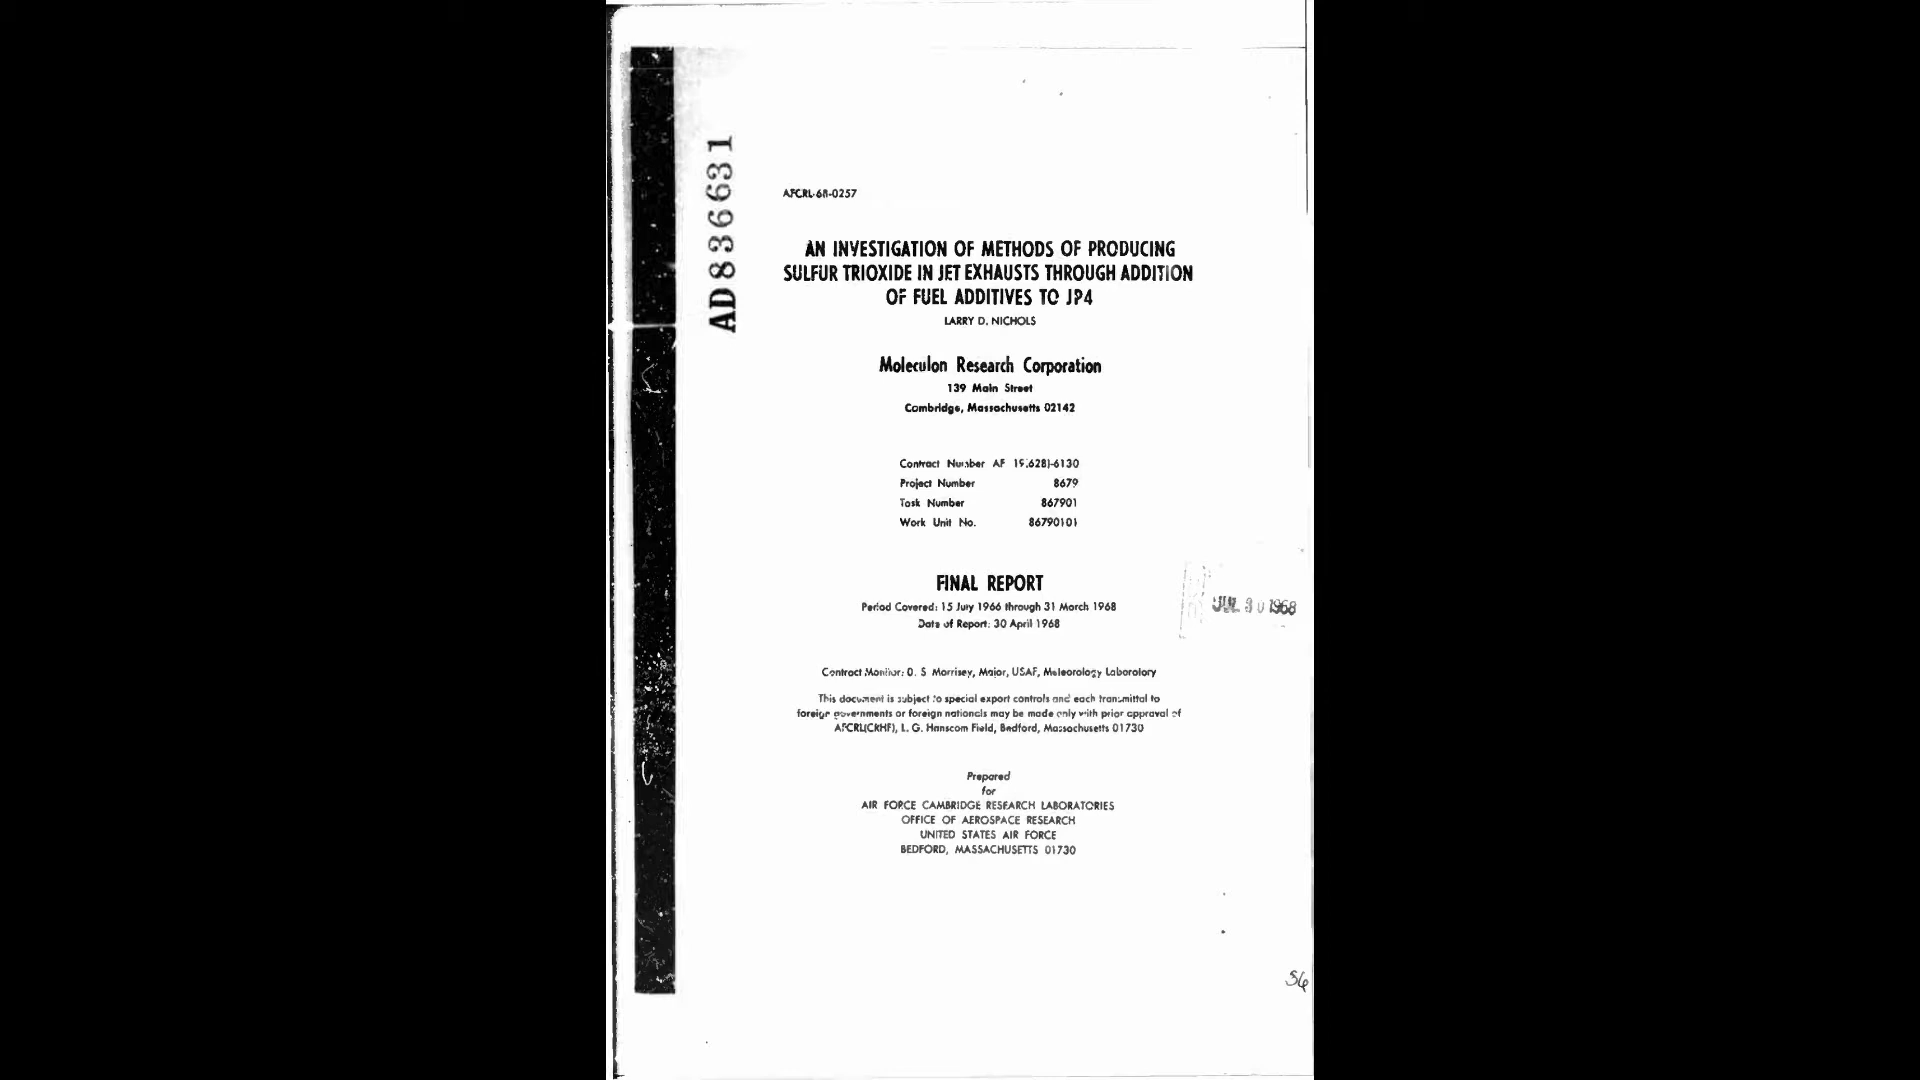 AD836631
AFCRL-68-0257
AN INVESTIGATION OF METHODS OF PRODUCING
SULFUR TRIOXIDE IN JET EXHAUSTS THROUGH ADDITION
OF FUEL ADDITIVES TO JP4
LARRY D. NICHOLS
Moleculon Research Corporation
139 Main Street
Cambridge, Massachusetts 02142
Contract Number AF 19(628)-6130
Project Number 8679
Task Number 867901
Work Unit No. 86790101
FINAL REPORT
Period Covered: 15 July 1966 through 31 March 1968
Date of Report: 30 April 1968
JUL 30 1968
Contract Monitor: O. S Morrisey, Major, USAF, Meteorology Laboratory
This document is subject to special export controls and each transmittal to
foreign governments or foreign nationals may be made only with prior approval of
AFCRL(CRHF), L. G. Hanscom Field, Bedford, Massachusetts 01730
Prepared
for
AIR FORCE CAMBRIDGE RESEARCH LABORATORIES
OFFICE OF AEROSPACE RESEARCH
UNITED STATES AIR FORCE
BEDFORD, MASSACHUSETTS 01730
56